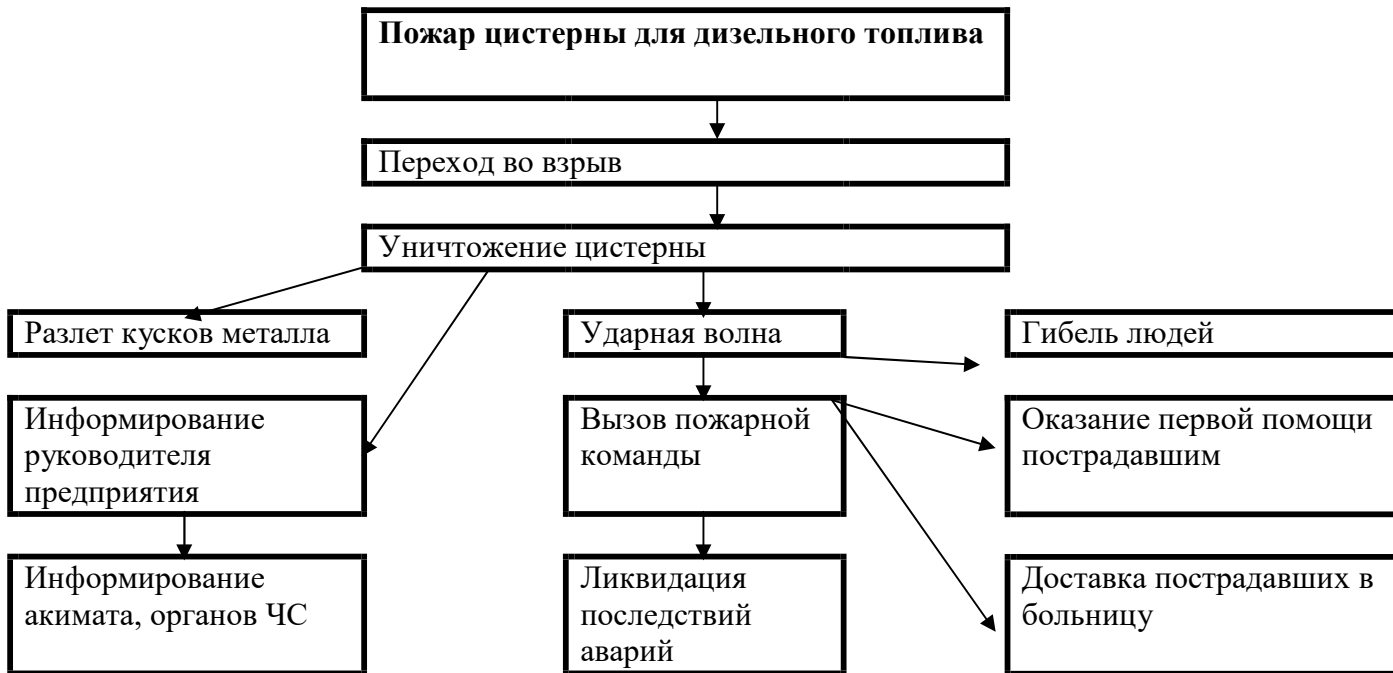 Пожар цистерны для дизельного топлива
Переход во взрыв
Уничтожение цистерны
Разлет кусков металла
Ударная волна
Гибель людей
Информирование
руководителя
предприятия
Вызов пожарной
команды
Оказание первой помощи
пострадавшим
Информирование
акимата, органов ЧС
Ликвидация
последствий
аварий
Доставка пострадавших в
больницу